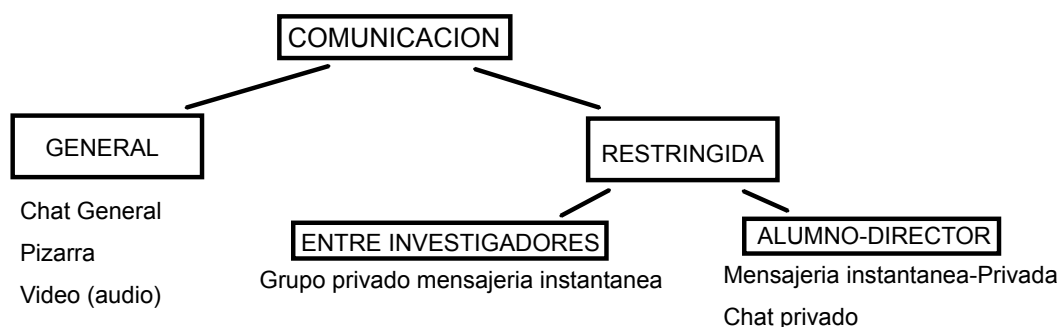 COMUNICACION
GENERAL
RESTRINGIDA
Chat General
Pizarra
Video (audio)
ENTRE INVESTIGADORES
Grupo privado mensajeria instantanea
ALUMNO-DIRECTOR
Mensajeria instantanea-Privada
Chat privado